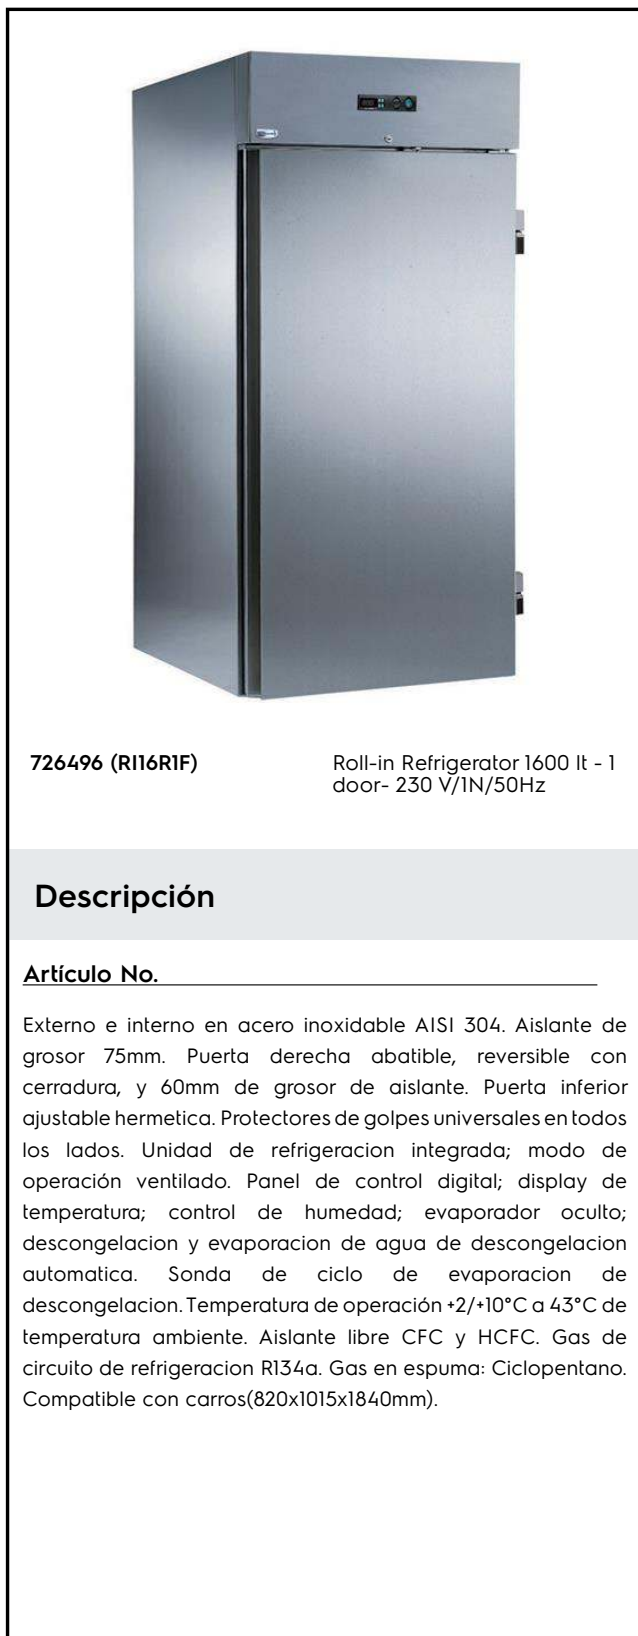 726496 (RI16R1F)
Roll-in Refrigerator 1600 lt - 1
door- 230 V/1N/50Hz
Descripción
Artículo No.
Externo e interno en acero inoxidable AISI 304. Aislante de
grosor 75mm. Puerta derecha abatible, reversible con
cerradura, y 60mm de grosor de aislante. Puerta inferior
ajustable hermetica. Protectores de golpes universales en todos
los lados. Unidad de refrigeracion integrada; modo de
operación ventilado. Panel de control digital; display de
temperatura; control de humedad; evaporador oculto;
descongelacion y evaporacion de agua de descongelacion
automatica. Sonda de ciclo de evaporacion de
descongelacion. Temperatura de operación +2/+10°C a 43°C de
temperatura ambiente. Aislante libre CFC y HCFC. Gas de
circuito de refrigeracion R134a. Gas en espuma: Ciclopentano.
Compatible con carros(820x1015x1840mm).